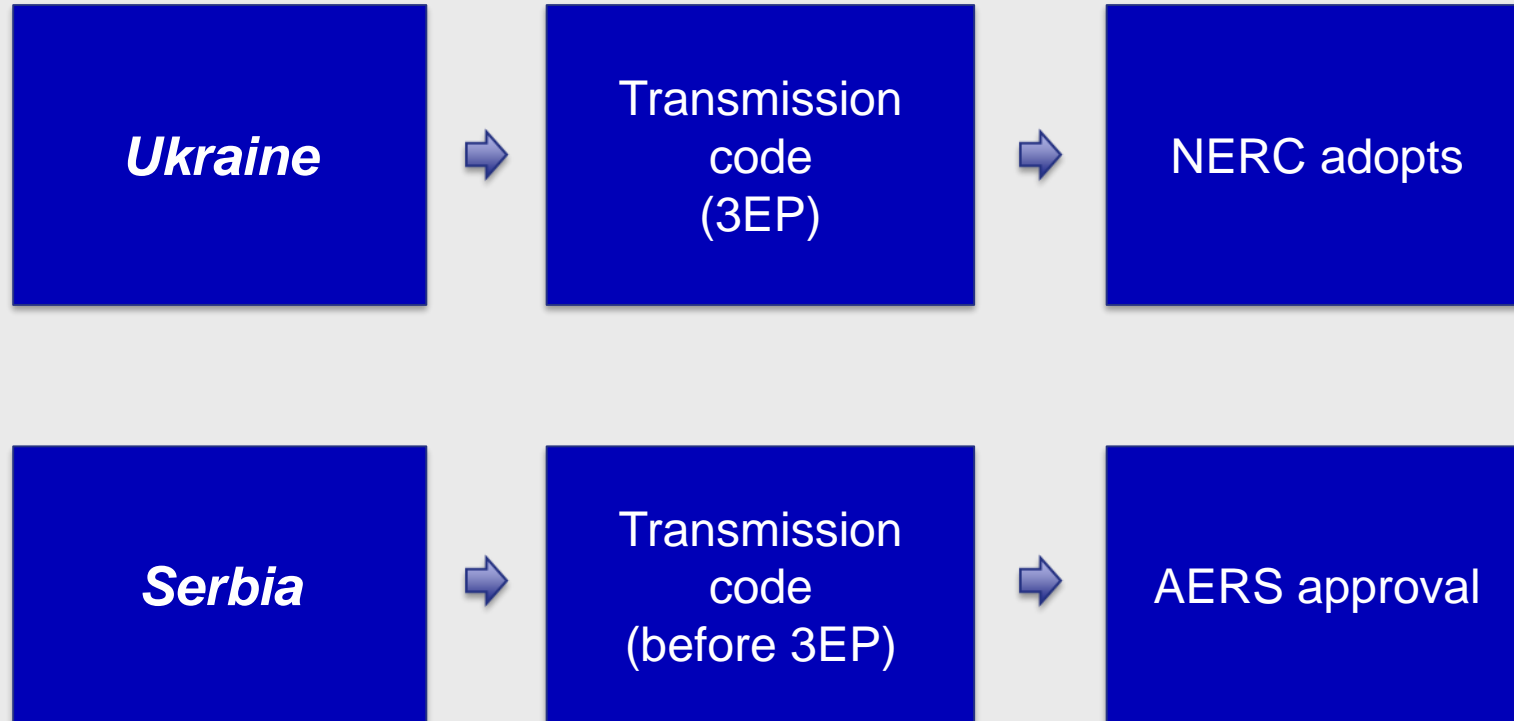 Ukraine
Transmission
code
(3EP)
NERC adopts
Serbia
Transmission
code
(before 3EP)
AERS approval